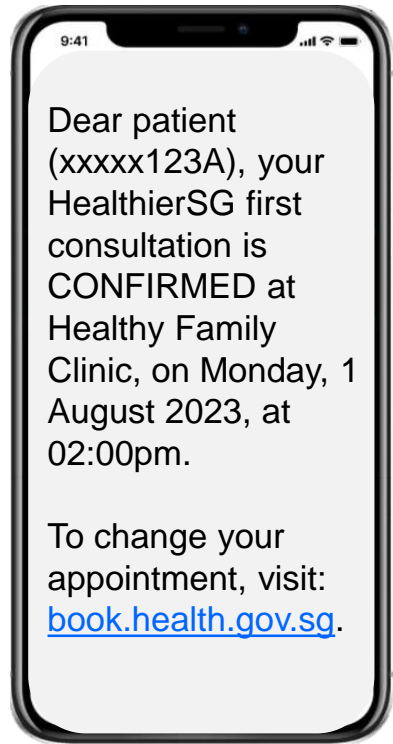 9:41
Dear patient
(xxxxx123A), your
HealthierSG first
consultation is
CONFIRMED at
Healthy Family
Clinic, on Monday, 1
August 2023, at
02:00pm.
To change your
appointment, visit:
book.health.gov.sg.